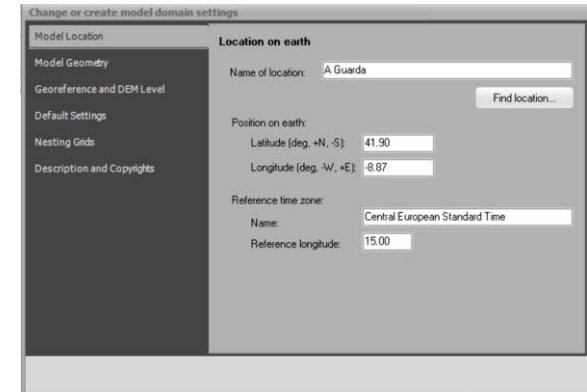 Change or create model domain settings
Model Location
Model Geometry
Georeference and DEM Level
Default Settings
Nesting Grids
Description and Copyrights
Location on earth
Name of location: A Guarda
Find location...
Position on earth:
Latitude (deg, +N, -S): 41.90
Longitude (deg, -W, +E): -8.87
Reference time zone:
Name: Central European Standard Time
Reference longitude: 15.00